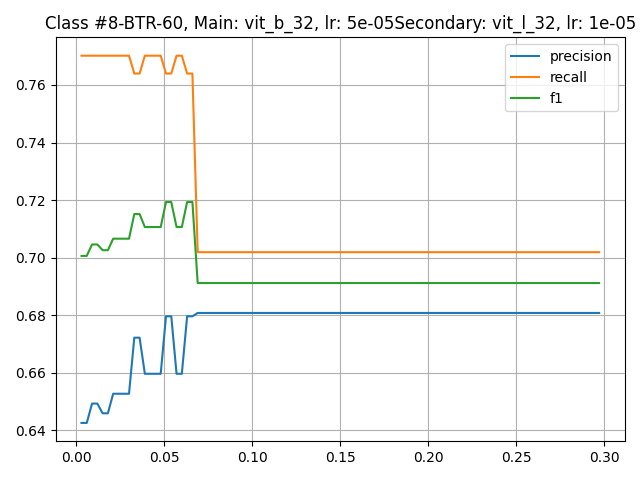 Class #8-BTR-60, Main: vit_b_32, lr: 5e-05Secondary: vit_l_32, lr: 1e-05
precision
recall
f1
0.76
0.74
0.72
0.70
0.68
0.66
0.64
0.00 0.05 0.10 0.15 0.20 0.25 0.30